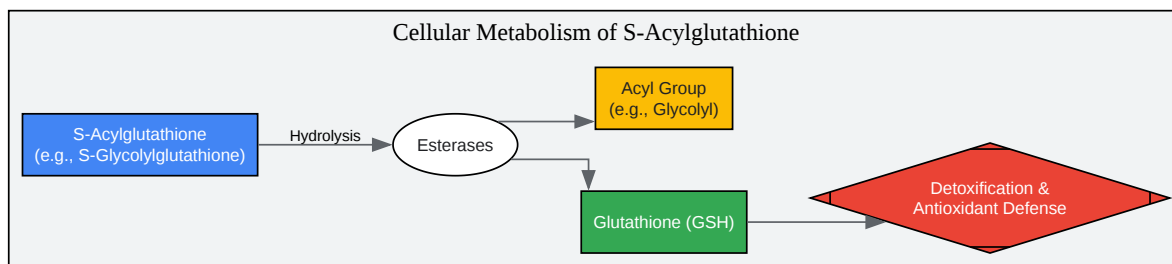 Cellular Metabolism of S-Acylglutathione
S-Acylglutathione
(e.g., S-Glycolylglutathione)
Hydrolysis
Esterases
Acyl Group
(e.g., Glycolyl)
Glutathione (GSH)
Detoxification &
Antioxidant Defense